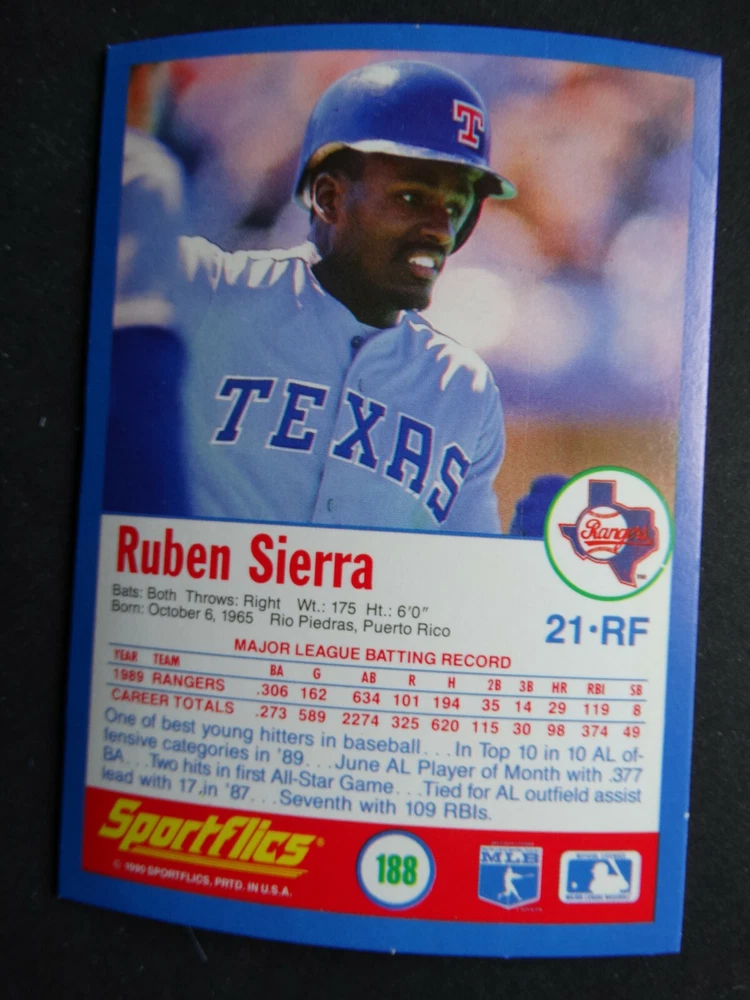 T
TEXAS
Rangers
TM
Ruben Sierra
Bats: Both Throws: Right Wt.: 175 Ht.: 6'0"
Born: October 6, 1965 Rio Piedras, Puerto Rico
21•RF
MAJOR LEAGUE BATTING RECORD
YEAR TEAM BA G AB R H 2B 3B HR RBI SB
1989 RANGERS .306 162 634 101 194 35 14 29 119 8
CAREER TOTALS .273 589 2274 325 620 115 30 98 374 49
One of best young hitters in baseball...In Top 10 in 10 AL of-
fensive categories in '89...June AL Player of Month with .377
BA...Two hits in first All-Star Game...Tied for AL outfield assist
lead with 17 in '87...Seventh with 109 RBIs.
Sportflics®
© 1990 SPORTFLICS, PRTD. IN U.S.A.
188
MLB